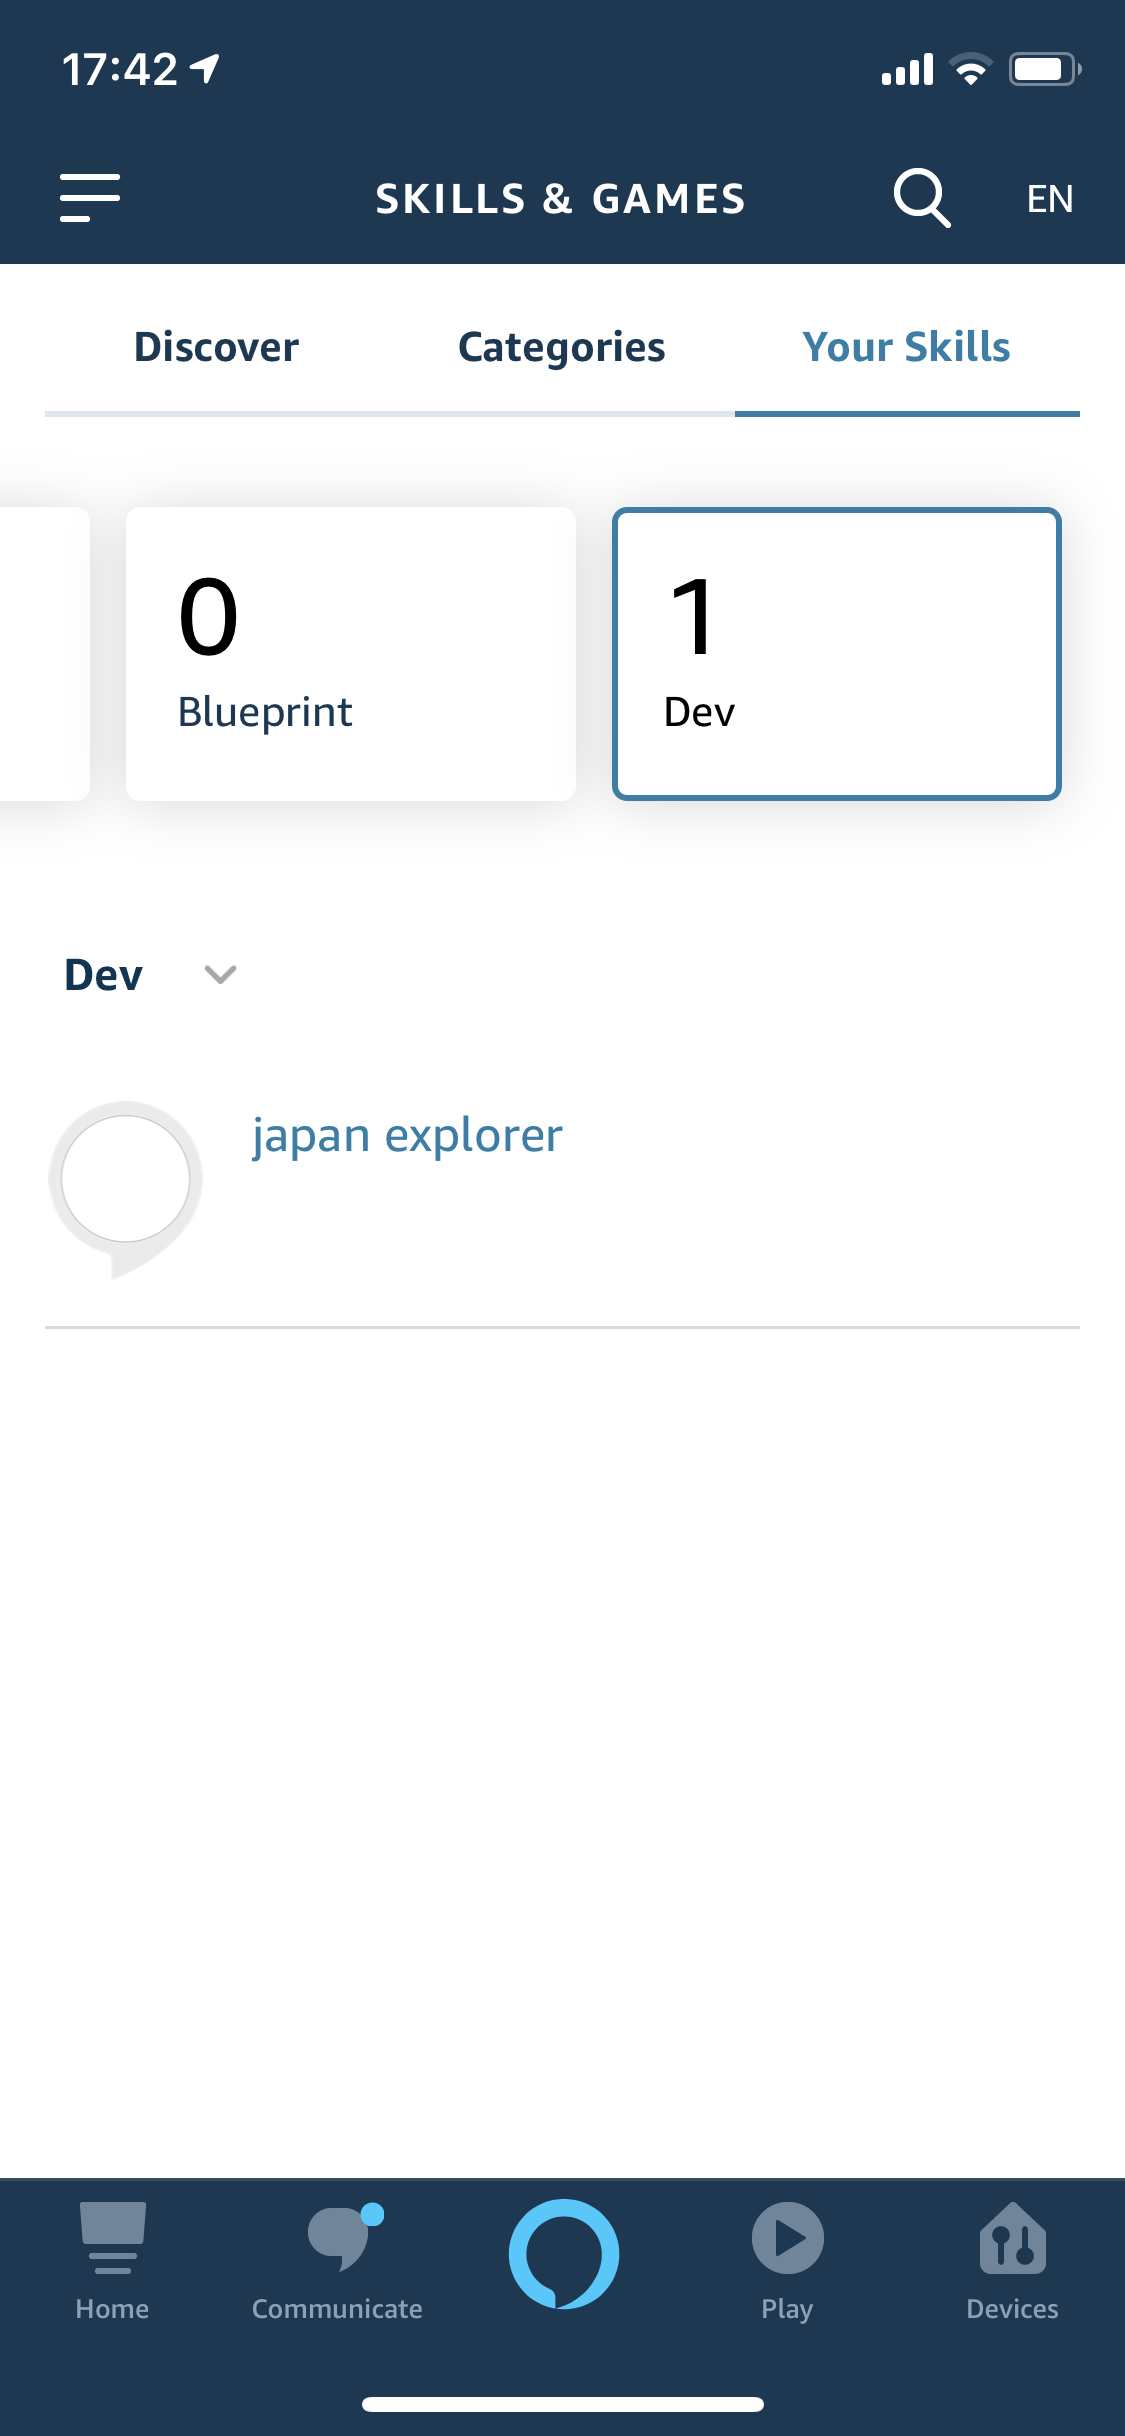 17:42
SKILLS & GAMES
EN
Discover
Categories
Your Skills
0
Blueprint
1
Dev
Dev
japan explorer
Home
Communicate
Play
Devices